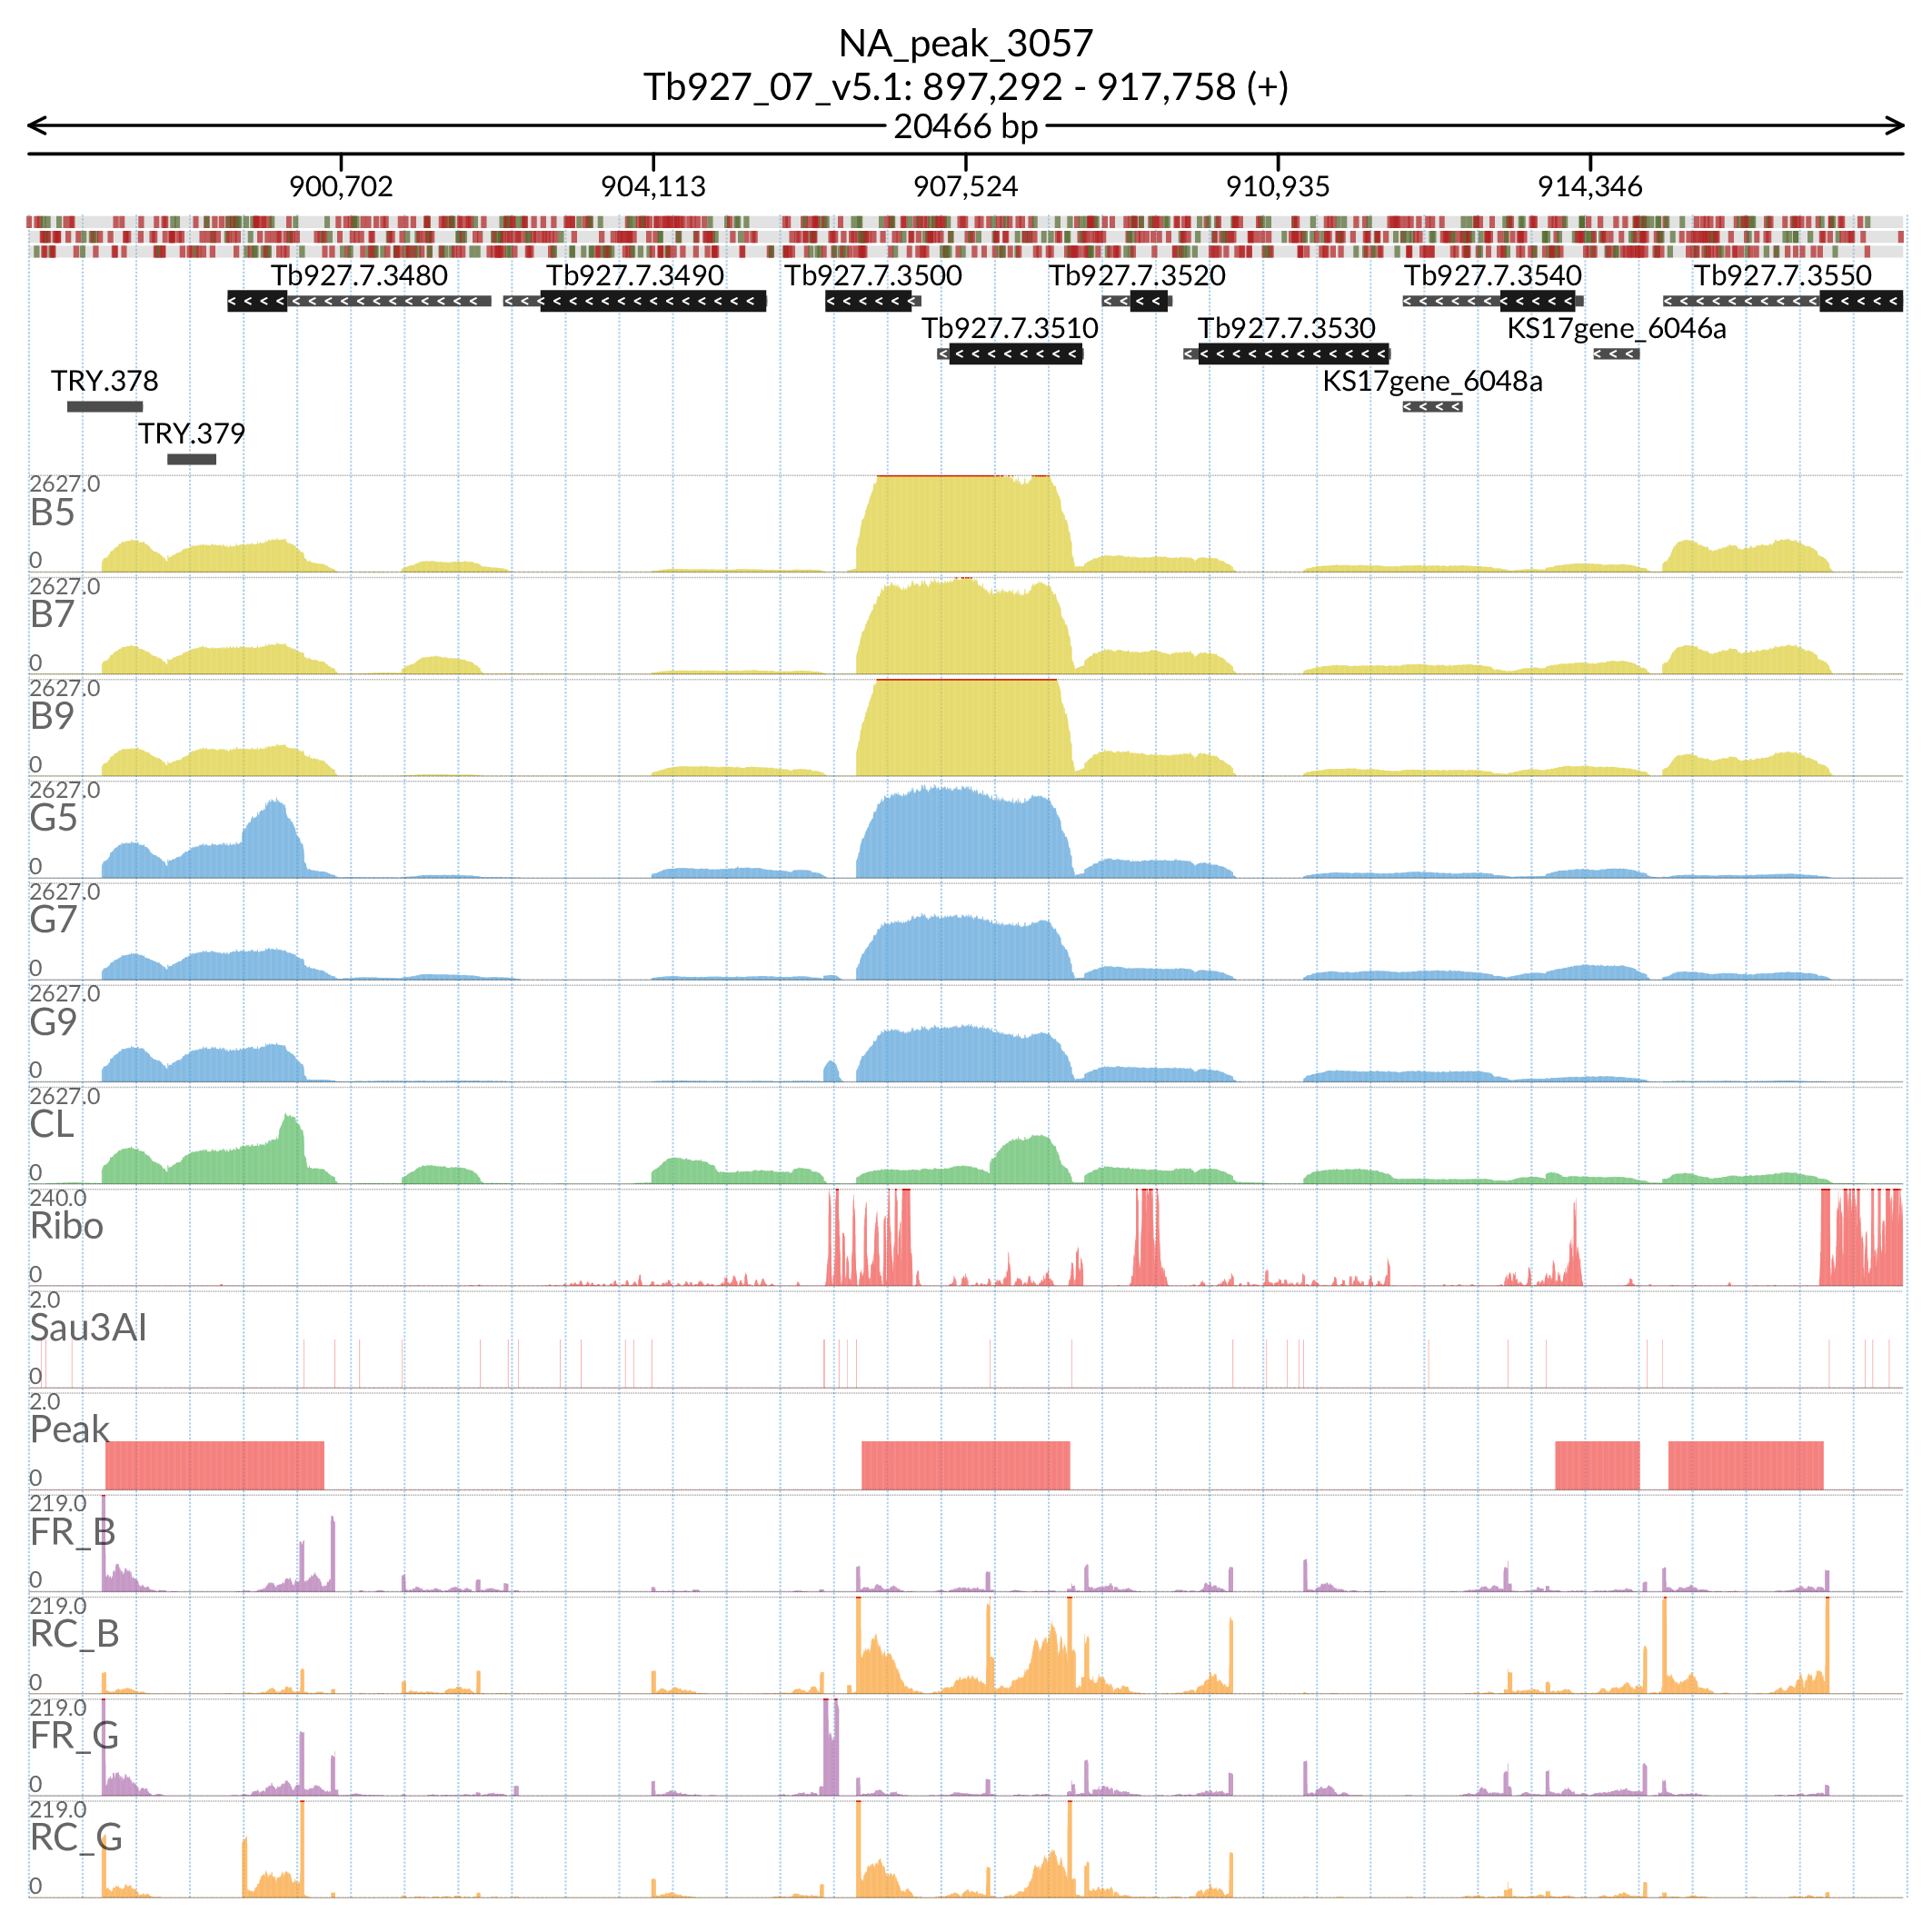 NA_peak_3057
Tb927_07_v5.1: 897,292 - 917,758 (+)
20466 bp
900,702 904,113 907,524 910,935 914,346
Tb927.7.3480 Tb927.7.3490 Tb927.7.3500 Tb927.7.3520 Tb927.7.3540 Tb927.7.3550
Tb927.7.3510 Tb927.7.3530 KS17gene_6046a
TRY.378 KS17gene_6048a
TRY.379
2627.0
B5
0
2627.0
B7
0
2627.0
B9
0
2627.0
G5
0
2627.0
G7
0
2627.0
G9
0
2627.0
CL
0
240.0
Ribo
0
2.0
Sau3AI
0
2.0
Peak
0
219.0
FR_B
0
219.0
RC_B
0
219.0
FR_G
0
219.0
RC_G
0